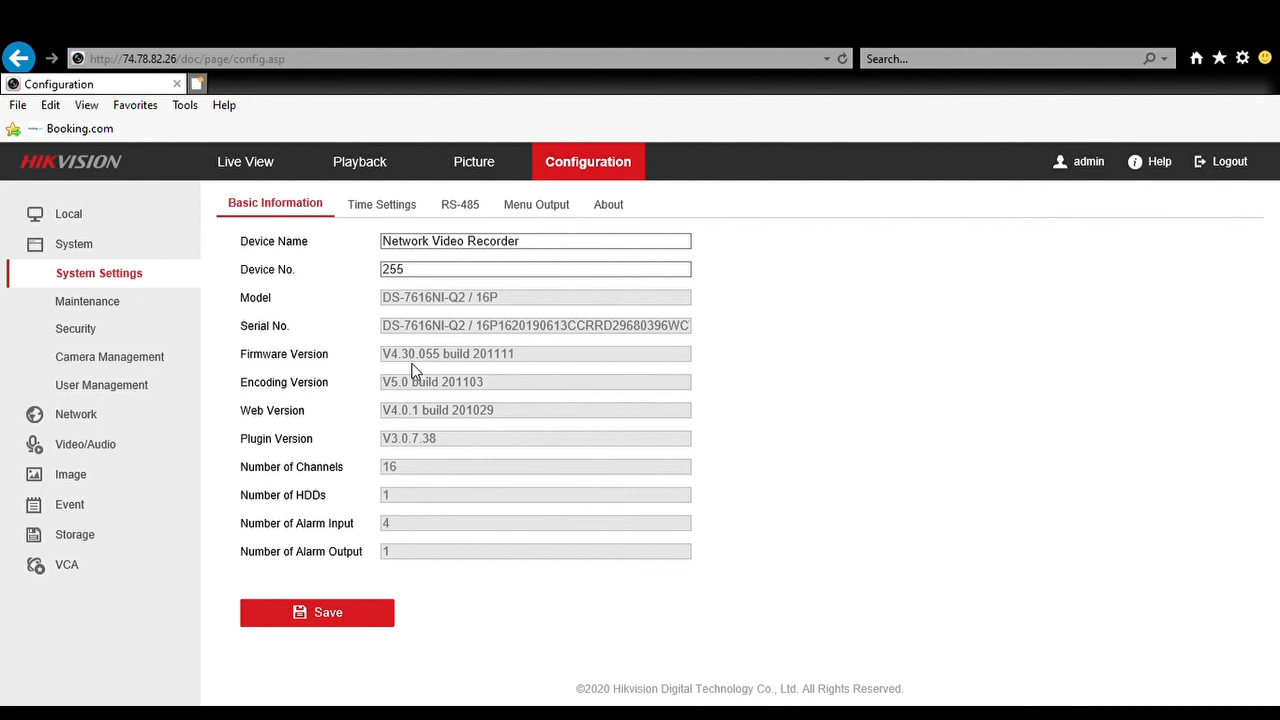 http://74.78.82.26/doc/page/config.asp
Search...
Configuration
File Edit View Favorites Tools Help
Booking.com
HIKVISION Live View Playback Picture Configuration admin Help Logout
Local
System
System Settings
Maintenance
Security
Camera Management
User Management
Network
Video/Audio
Image
Event
Storage
VCA
Basic Information Time Settings RS-485 Menu Output About
Device Name Network Video Recorder
Device No. 255
Model DS-7616NI-Q2 / 16P
Serial No. DS-7616NI-Q2 / 16P1620190613CCRRD29680396WC
Firmware Version V4.30.055 build 201111
Encoding Version V5.0 build 201103
Web Version V4.0.1 build 201029
Plugin Version V3.0.7.38
Number of Channels 16
Number of HDDs 1
Number of Alarm Input 4
Number of Alarm Output 1
Save
©2020 Hikvision Digital Technology Co., Ltd. All Rights Reserved.